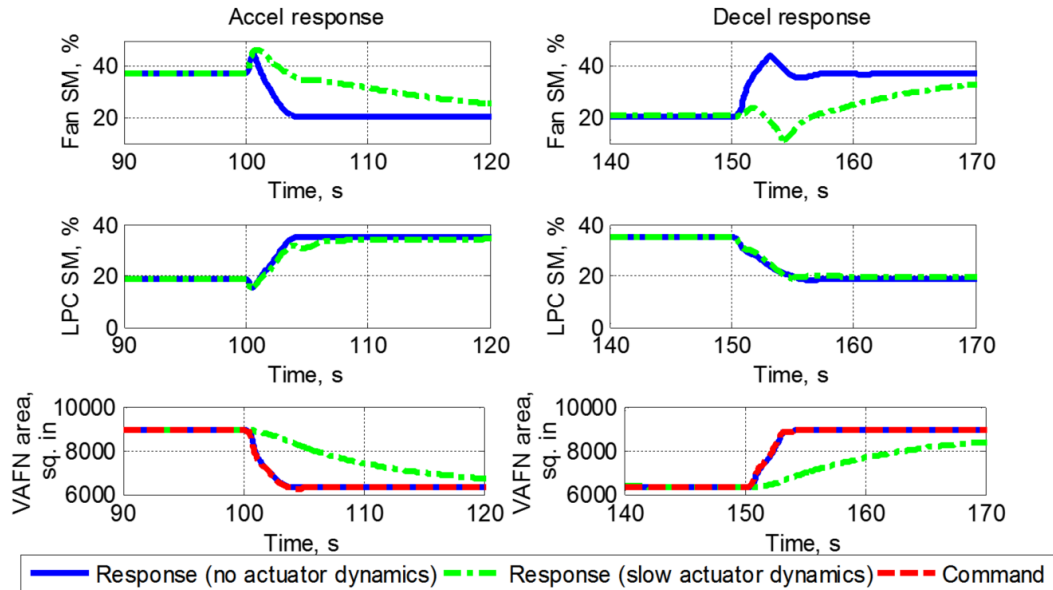 Accel response
Decel response
Fan SM, %
40
20
90 100 110 120
Time, s
Fan SM, %
40
20
140 150 160 170
Time, s
LPC SM, %
40
20
0
90 100 110 120
Time, s
LPC SM, %
40
20
0
140 150 160 170
Time, s
VAFN area,
sq. in
10000
8000
6000
90 100 110 120
Time, s
VAFN area,
sq. in
10000
8000
6000
140 150 160 170
Time, s
Response (no actuator dynamics) Response (slow actuator dynamics) Command